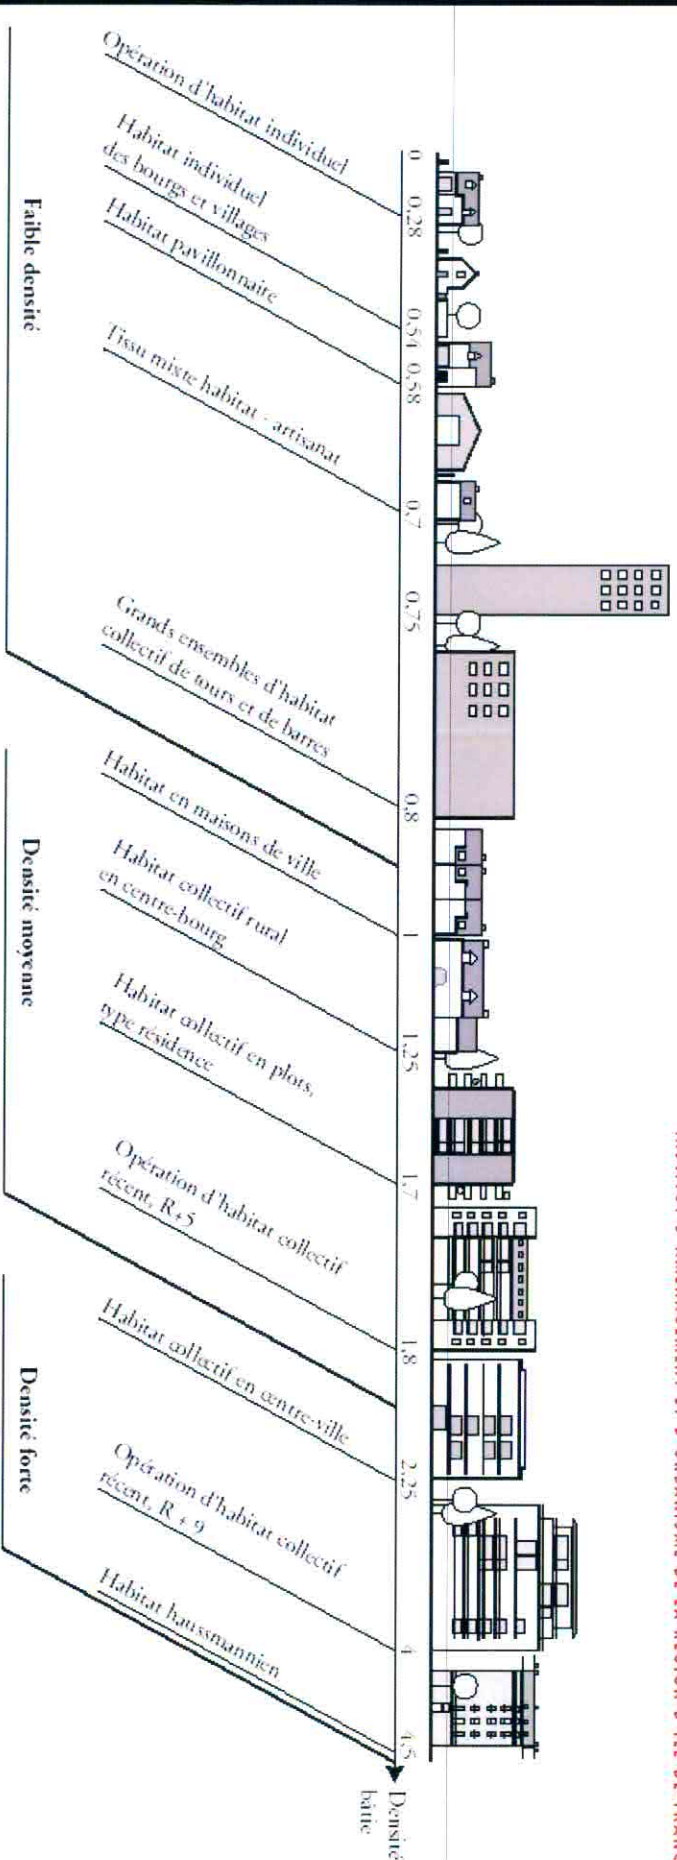 0
0,28
0,54
0,58
0,7
0,75
0,8
1
1,25
1,7
1,8
2,25
4
4,5
Densité
bâtie
Opération d'habitat individuel
Habitat individuel
des bourgs et villages
Habitat pavillonnaire
Tissu mixte habitat - artisanat
Grands ensembles d'habitat
collectif de tours et de barres
Habitat en maisons de ville
Habitat collectif rural
en centre-bourg
Habitat collectif en plots,
type résidence
Opération d'habitat collectif
récent, R+5
Habitat collectif en centre-ville
Opération d'habitat collectif
récent, R + 9
Habitat haussmannien
Faible densité
Densité moyenne
Densité forte